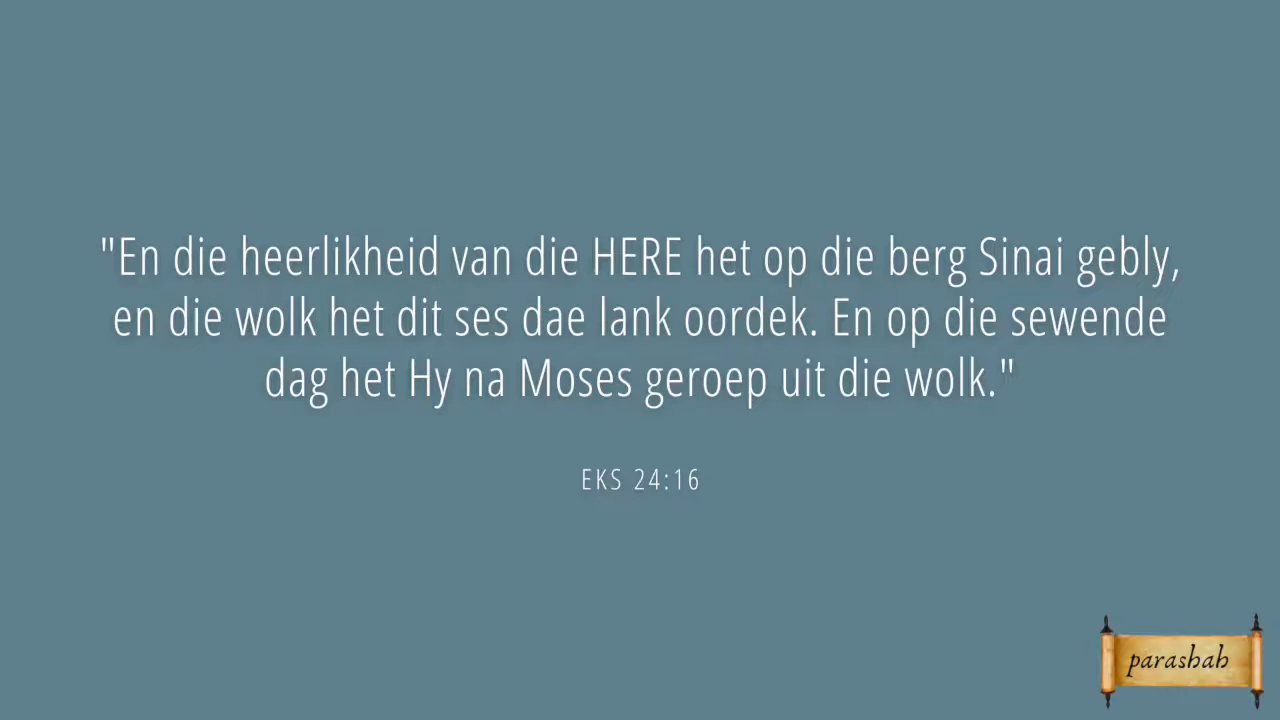 "En die heerlikheid van die HERE het op die berg Sinai gebly,
en die wolk het dit ses dae lank oordek. En op die sewende
dag het Hy na Moses geroep uit die wolk."
EKS 24:16
parashah